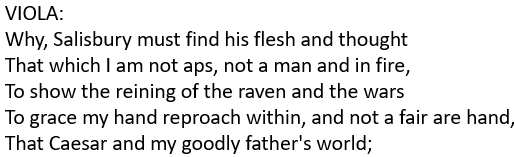 VIOLA:
Why, Salisbury must find his flesh and thought
That which I am not aps, not a man and in fire,
To show the reining of the raven and the wars
To grace my hand reproach within, and not a fair are hand,
That Caesar and my goodly father's world;